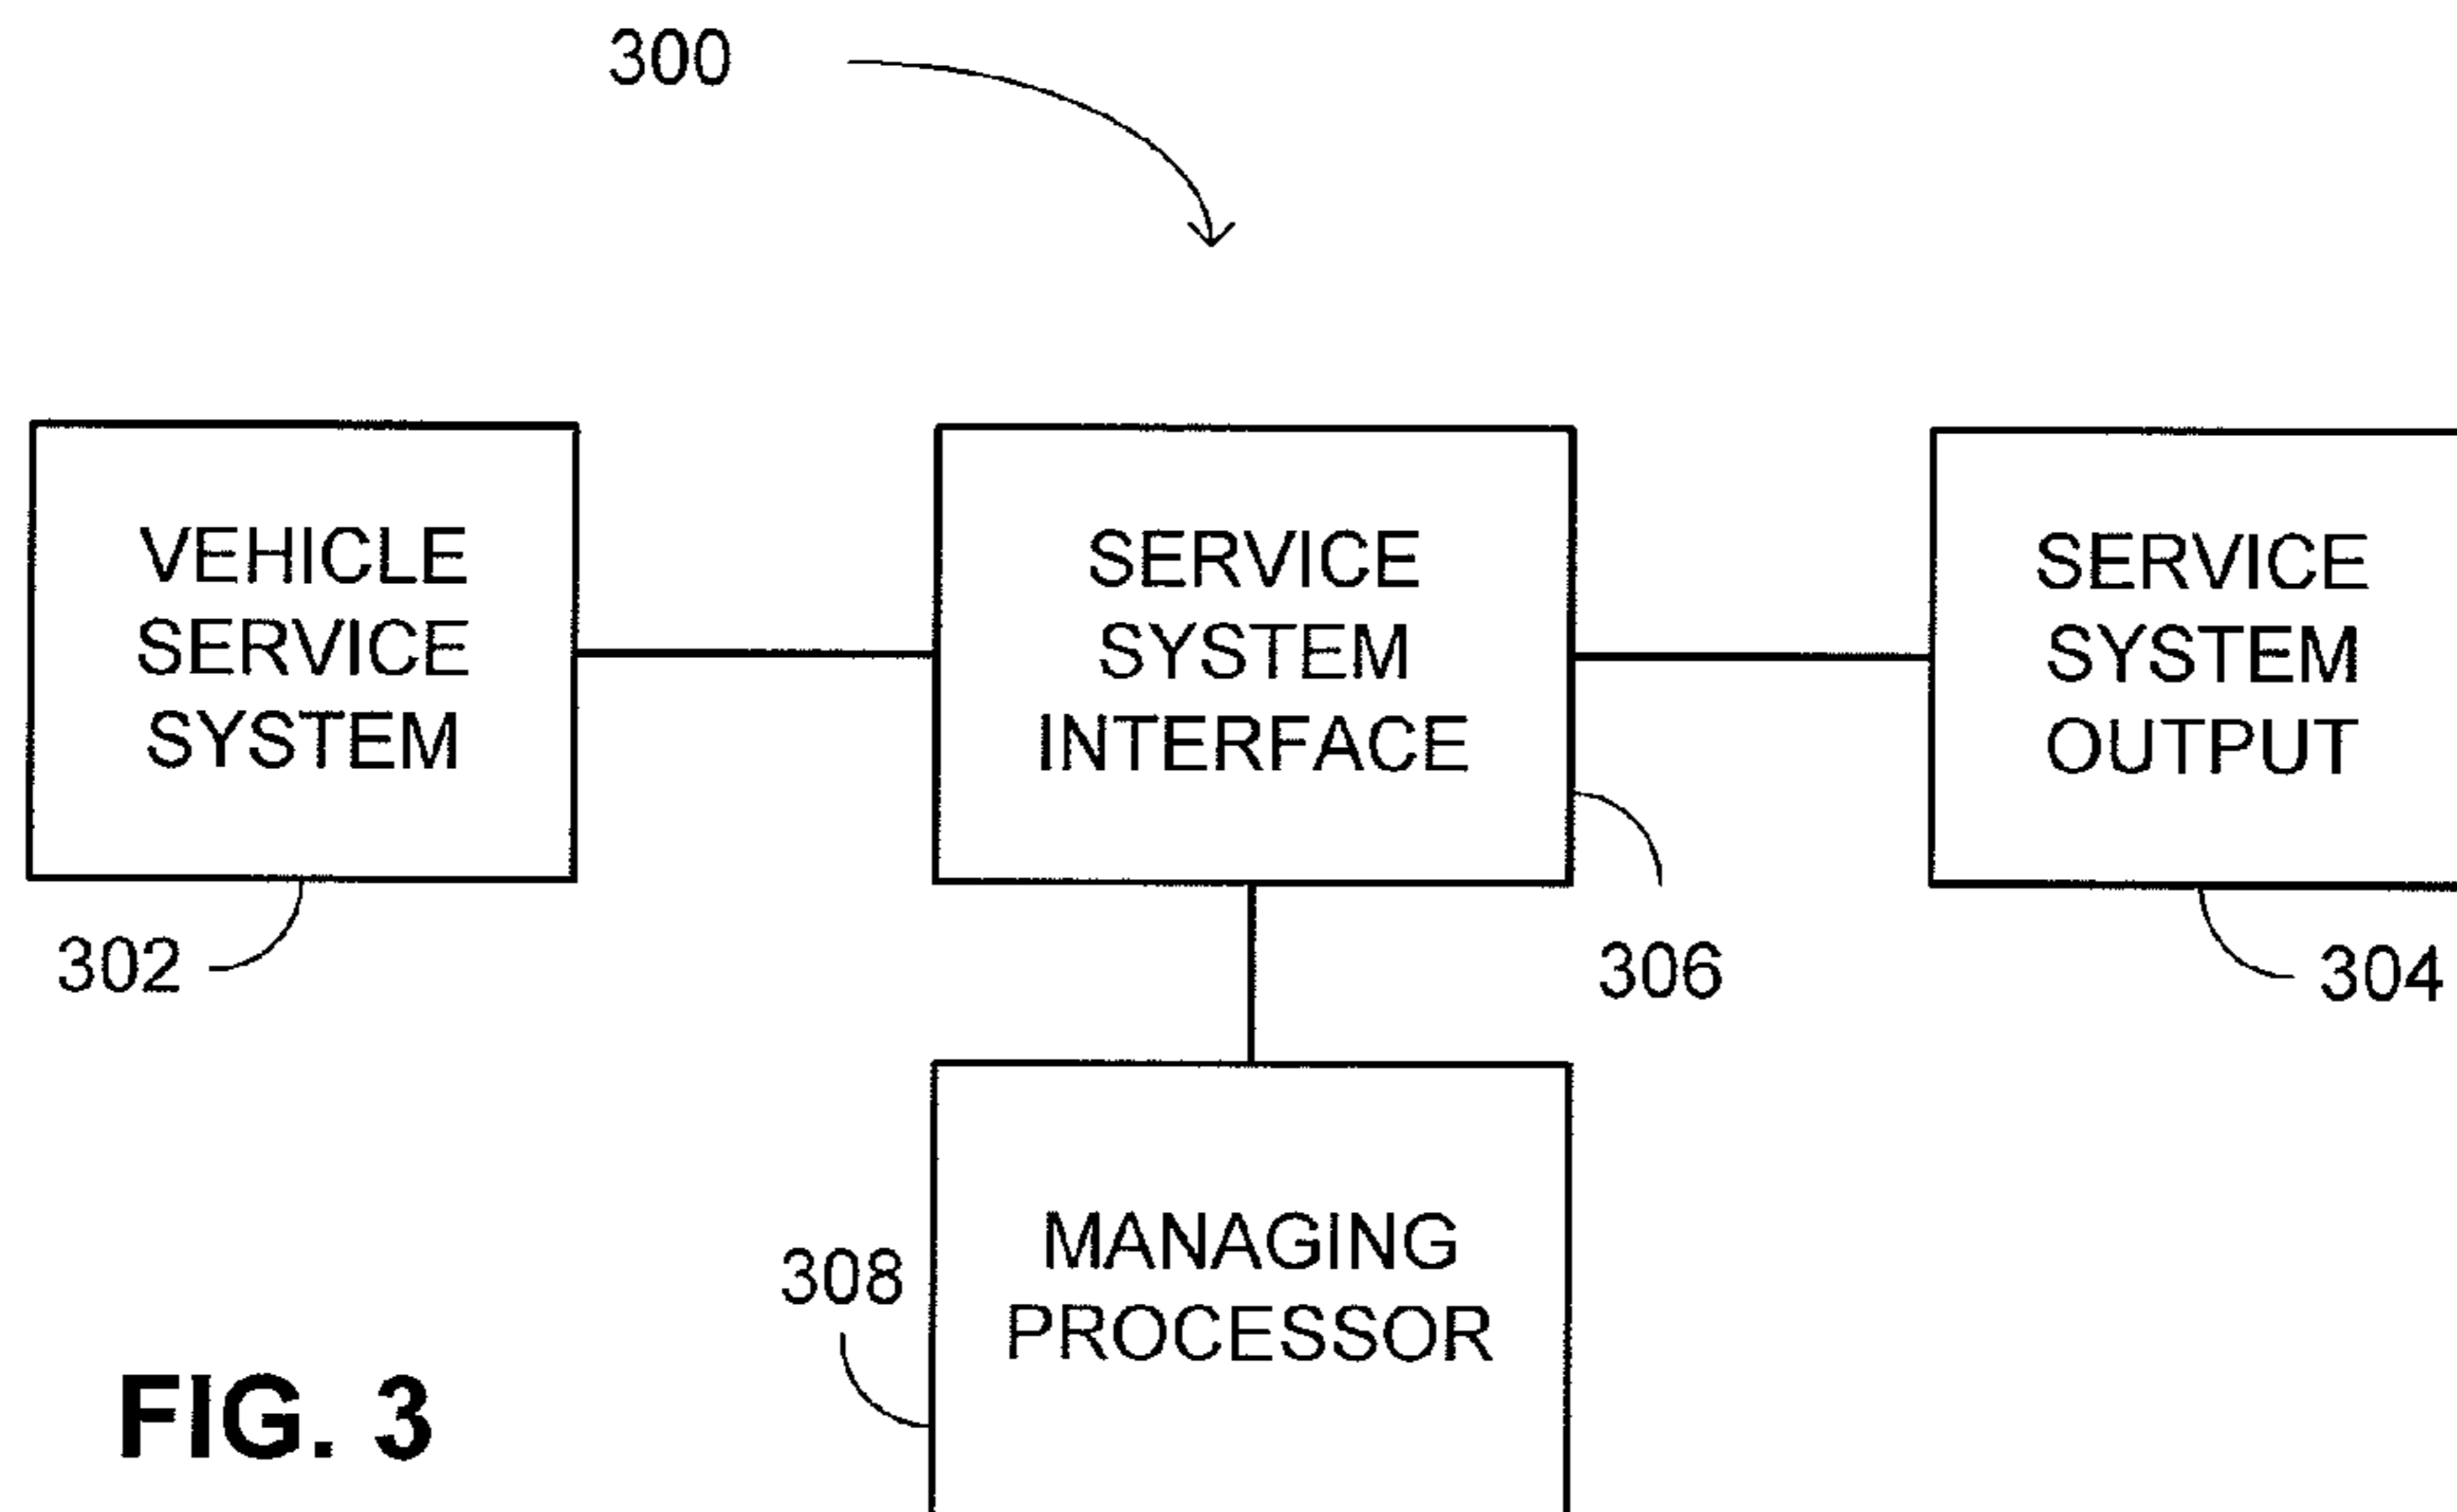 300
VEHICLE
SERVICE
SYSTEM
302
SERVICE
SYSTEM
INTERFACE
306
SERVICE
SYSTEM
OUTPUT
304
MANAGING
PROCESSOR
308
FIG. 3